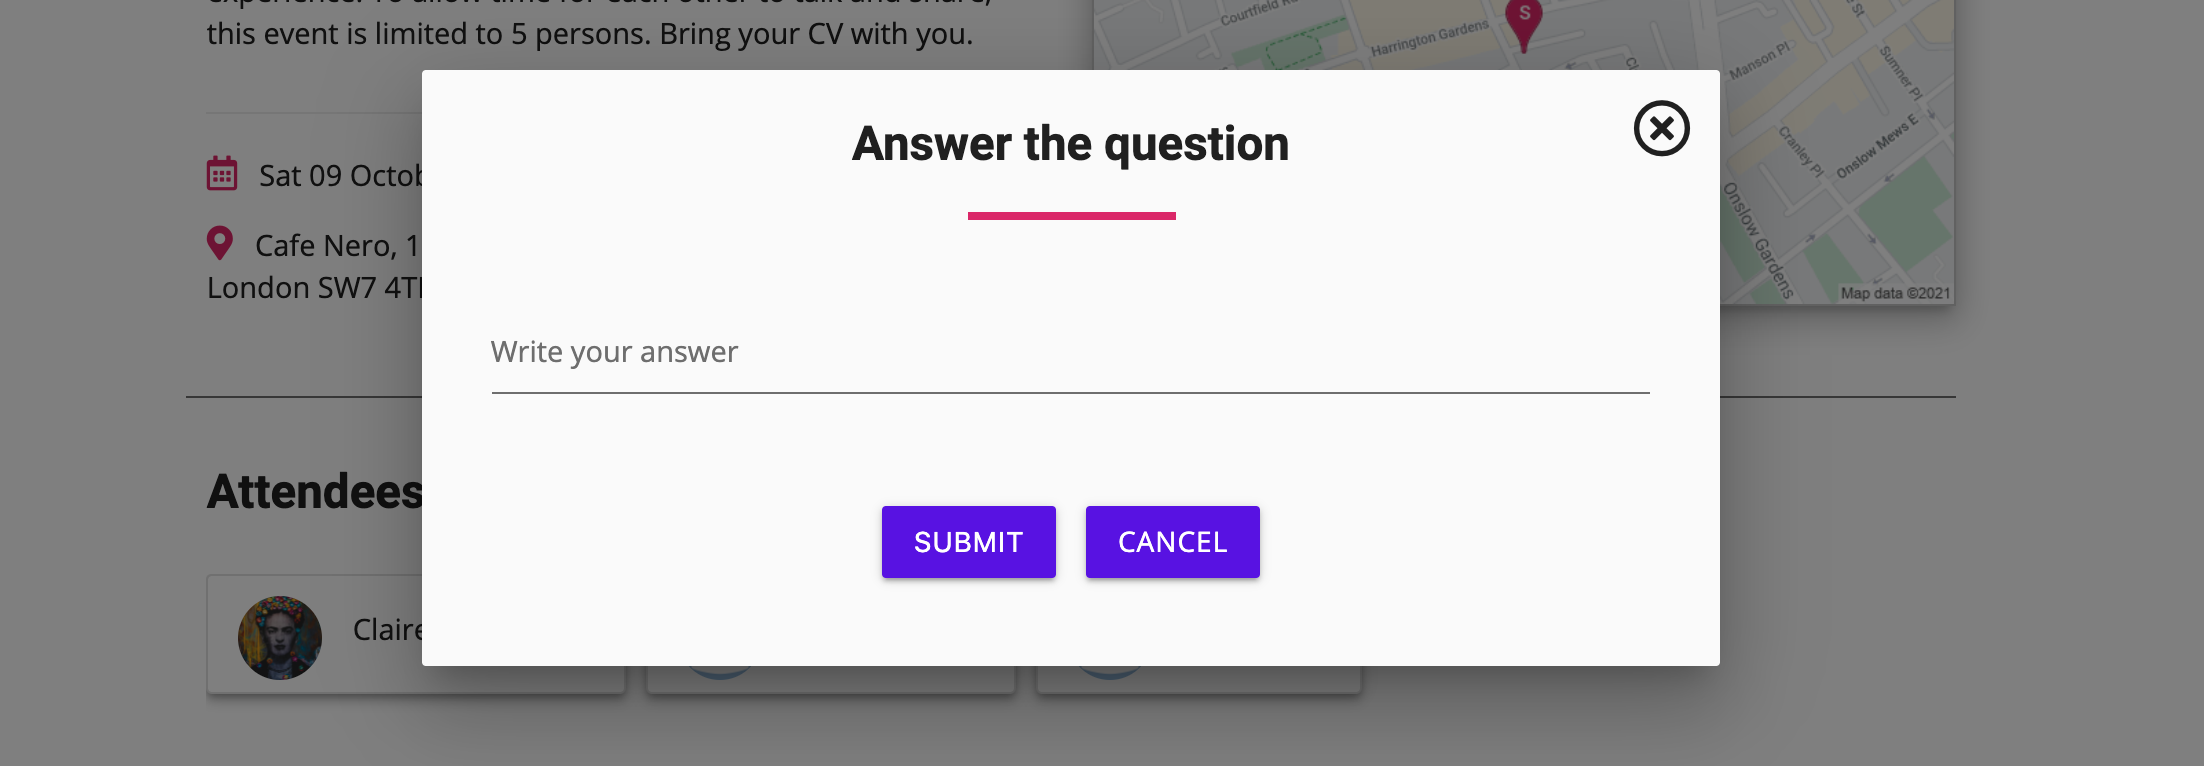 this event is limited to 5 persons. Bring your CV with you.
Courtfield
Harrington Gardens
S
Manson Pl
Sumner Pl
Cranley Pl
Onslow Mews E
Onslow Gardens
Map data ©2021
Answer the question
Sat 09 Octob
Cafe Nero, 1
London SW7 4T
Write your answer
Attendees
SUBMIT CANCEL
Claire